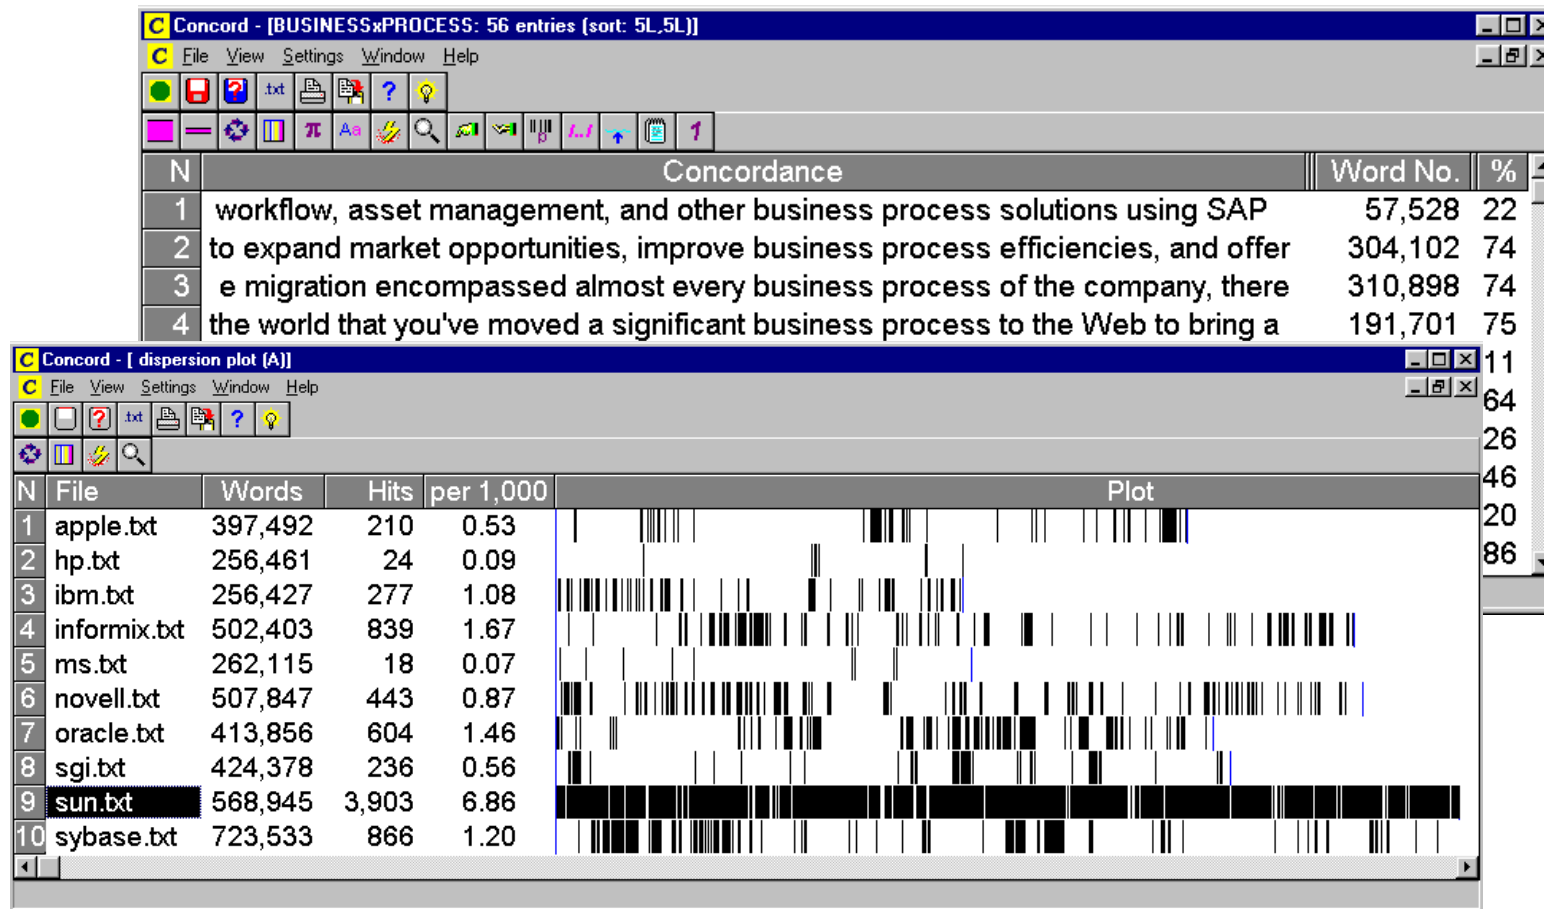 C Concord - [BUSINESSxPROCESS: 56 entries (sort: 5L,5L)]
C File View Settings Window Help
? .txt ?
π Aa
N Concordance Word No. %
1 workflow, asset management, and other business process solutions using SAP 57,528 22
2 to expand market opportunities, improve business process efficiencies, and offer 304,102 74
3 e migration encompassed almost every business process of the company, there 310,898 74
4 the world that you've moved a significant business process to the Web to bring a 191,701 75
11
64
26
46
20
86
C Concord - [ dispersion plot (A)]
C File View Settings Window Help
? .txt ?
N File Words Hits per 1,000 Plot
1 apple.txt 397,492 210 0.53
2 hp.txt 256,461 24 0.09
3 ibm.txt 256,427 277 1.08
4 informix.txt 502,403 839 1.67
5 ms.txt 262,115 18 0.07
6 novell.txt 507,847 443 0.87
7 oracle.txt 413,856 604 1.46
8 sgi.txt 424,378 236 0.56
9 sun.txt 568,945 3,903 6.86
10 sybase.txt 723,533 866 1.20